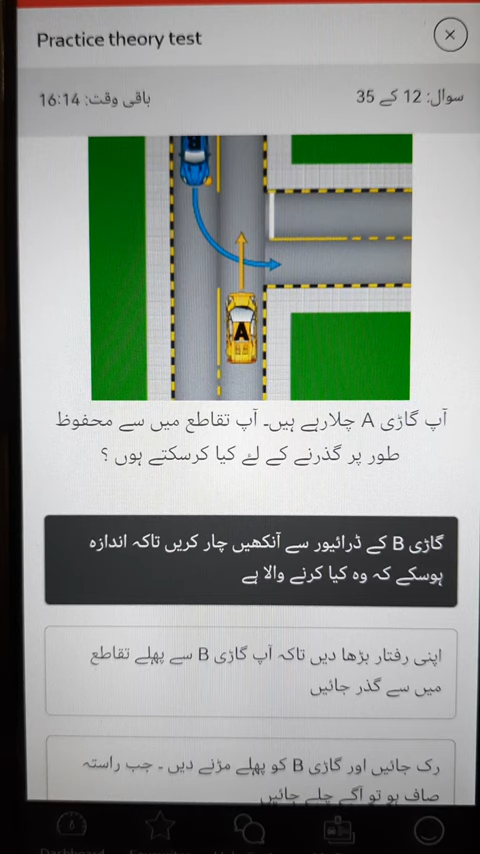 Practice theory test
سوال: 12 کے 35
باقی وقت: 16:14
A
آپ گاڑی A چلارہے ہیں۔ آپ تقاطع میں سے محفوظ
طور پر گذرنے کے لئے کیا کرسکتے ہوں ؟
گاڑی B کے ڈرائیور سے آنکھیں چار کریں تاکہ اندازہ
ہوسکے کہ وہ کیا کرنے والا ہے
اپنی رفتار بڑھا دیں تاکہ آپ گاڑی B سے پہلے تقاطع
میں سے گذر جائیں
رک جائیں اور گاڑی B کو پہلے مڑنے دیں ۔ جب راستہ
صاف ہو تو آگے چلے جائیں
Dashboard